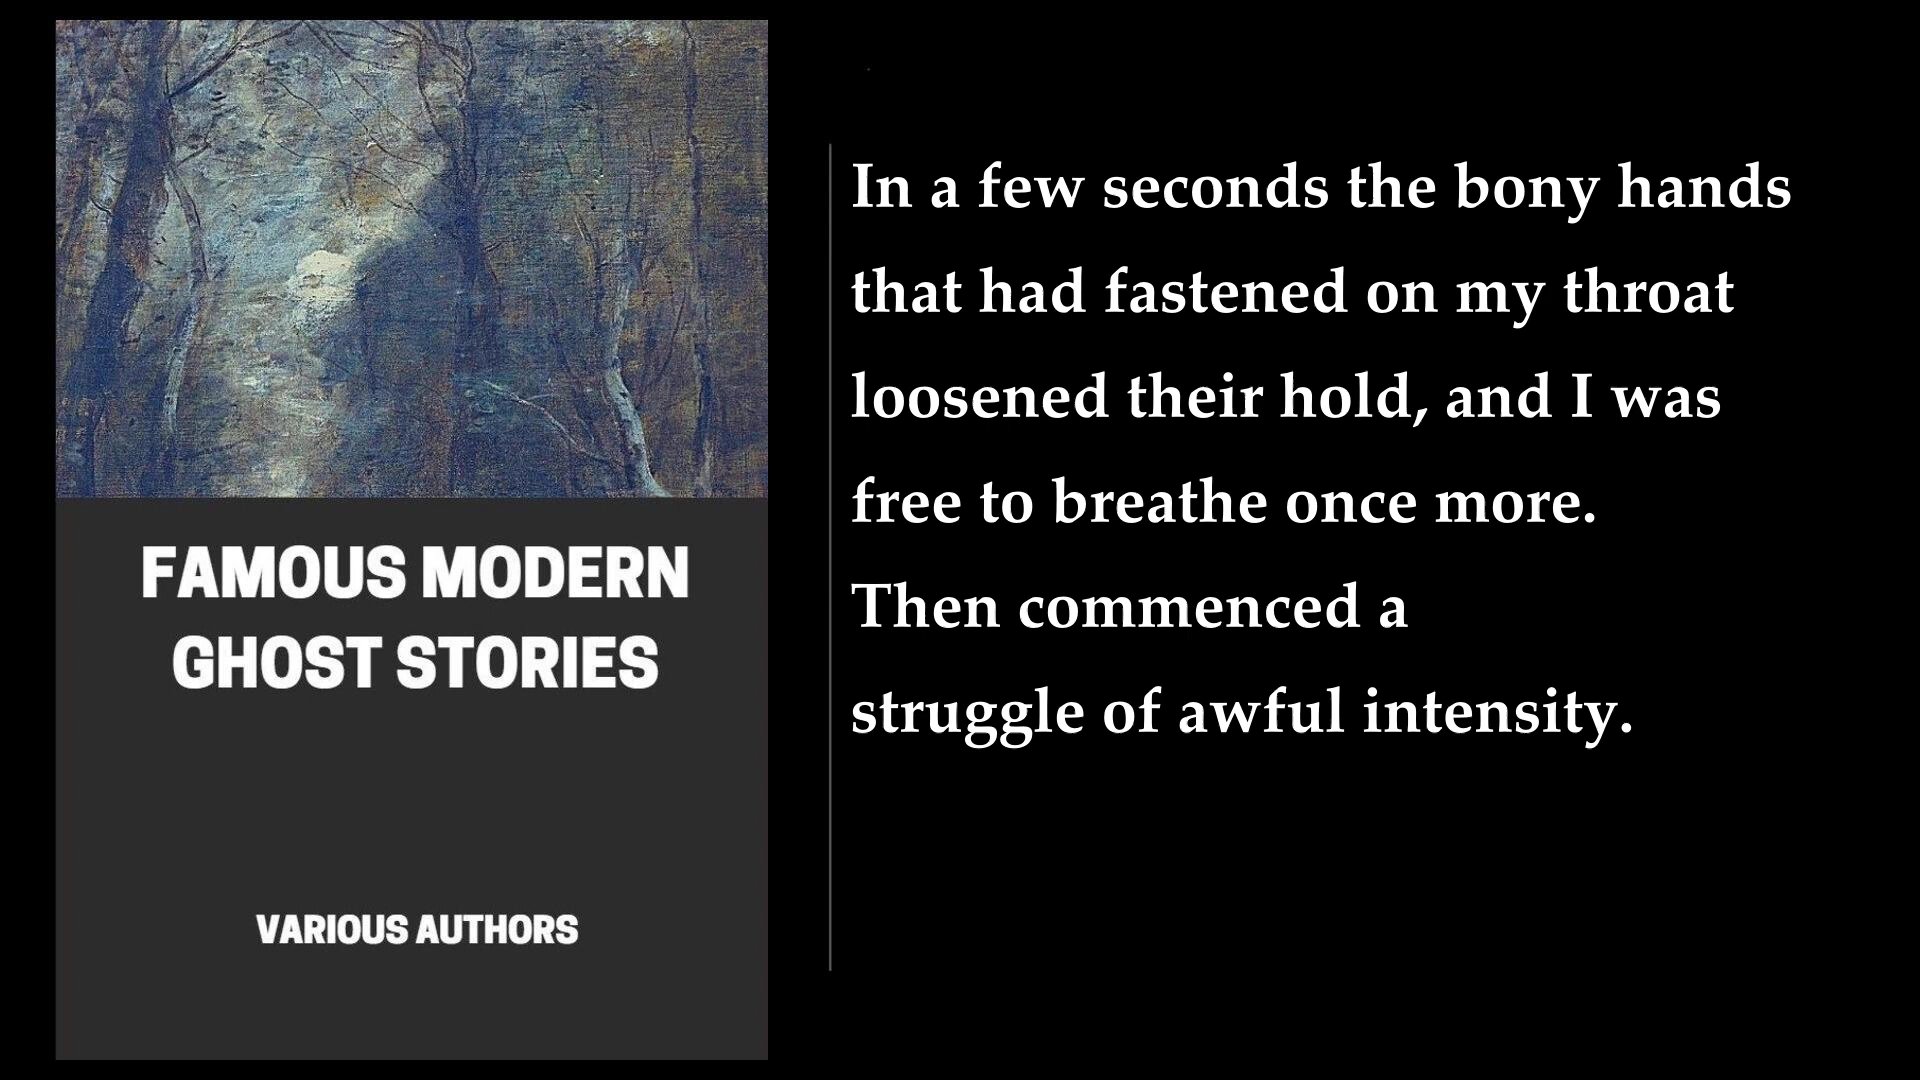 FAMOUS MODERN
GHOST STORIES
VARIOUS AUTHORS
In a few seconds the bony hands
that had fastened on my throat
loosened their hold, and I was
free to breathe once more.
Then commenced a
struggle of awful intensity.